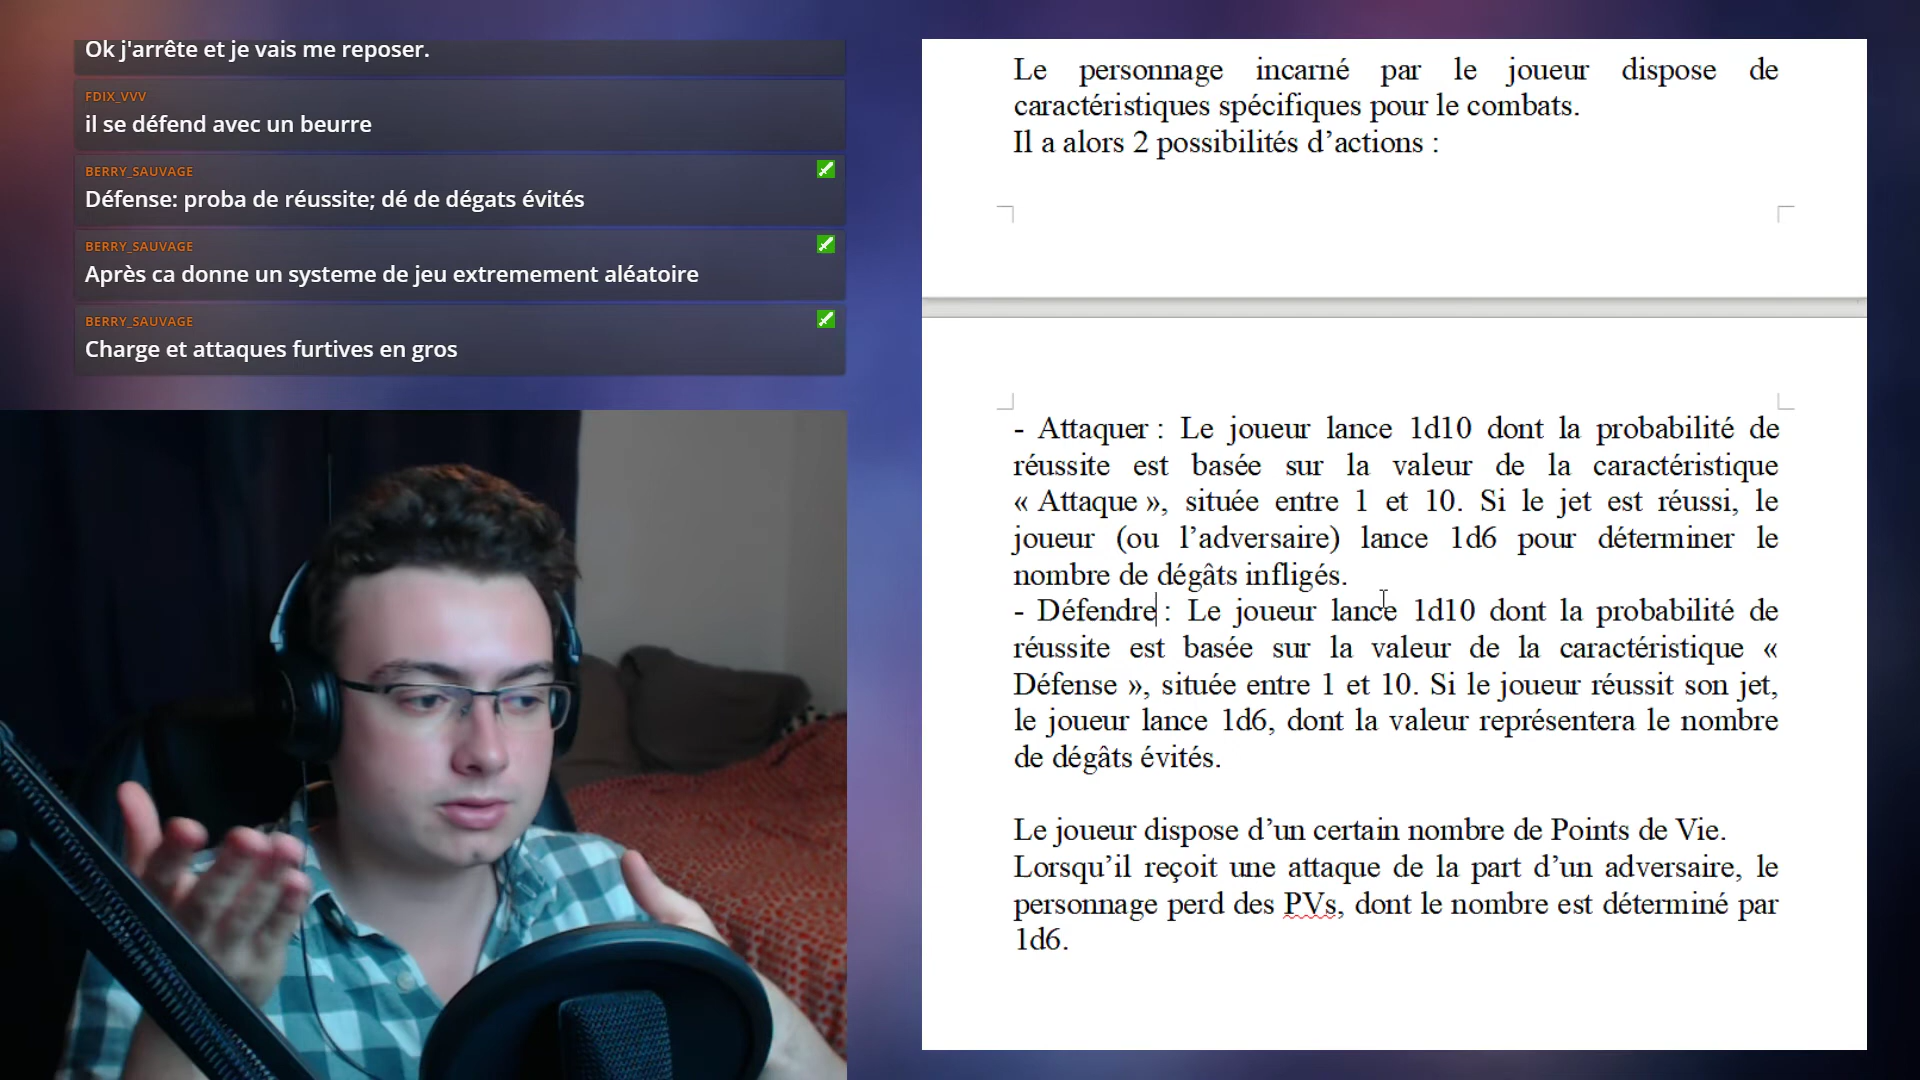 Ok j'arrête et je vais me reposer.
FDIX_VVV
il se défend avec un beurre
BERRY_SAUVAGE
Défense: proba de réussite; dé de dégats évités
BERRY_SAUVAGE
Après ca donne un systeme de jeu extremement aléatoire
BERRY_SAUVAGE
Charge et attaques furtives en gros
Le personnage incarné par le joueur dispose de
caractéristiques spécifiques pour le combats.
Il a alors 2 possibilités d’actions :
- Attaquer : Le joueur lance 1d10 dont la probabilité de
réussite est basée sur la valeur de la caractéristique
« Attaque », située entre 1 et 10. Si le jet est réussi, le
joueur (ou l’adversaire) lance 1d6 pour déterminer le
nombre de dégâts infligés.
- Défendre : Le joueur lance 1d10 dont la probabilité de
réussite est basée sur la valeur de la caractéristique «
Défense », située entre 1 et 10. Si le joueur réussit son jet,
le joueur lance 1d6, dont la valeur représentera le nombre
de dégâts évités.
Le joueur dispose d’un certain nombre de Points de Vie.
Lorsqu’il reçoit une attaque de la part d’un adversaire, le
personnage perd des PVs, dont le nombre est déterminé par
1d6.